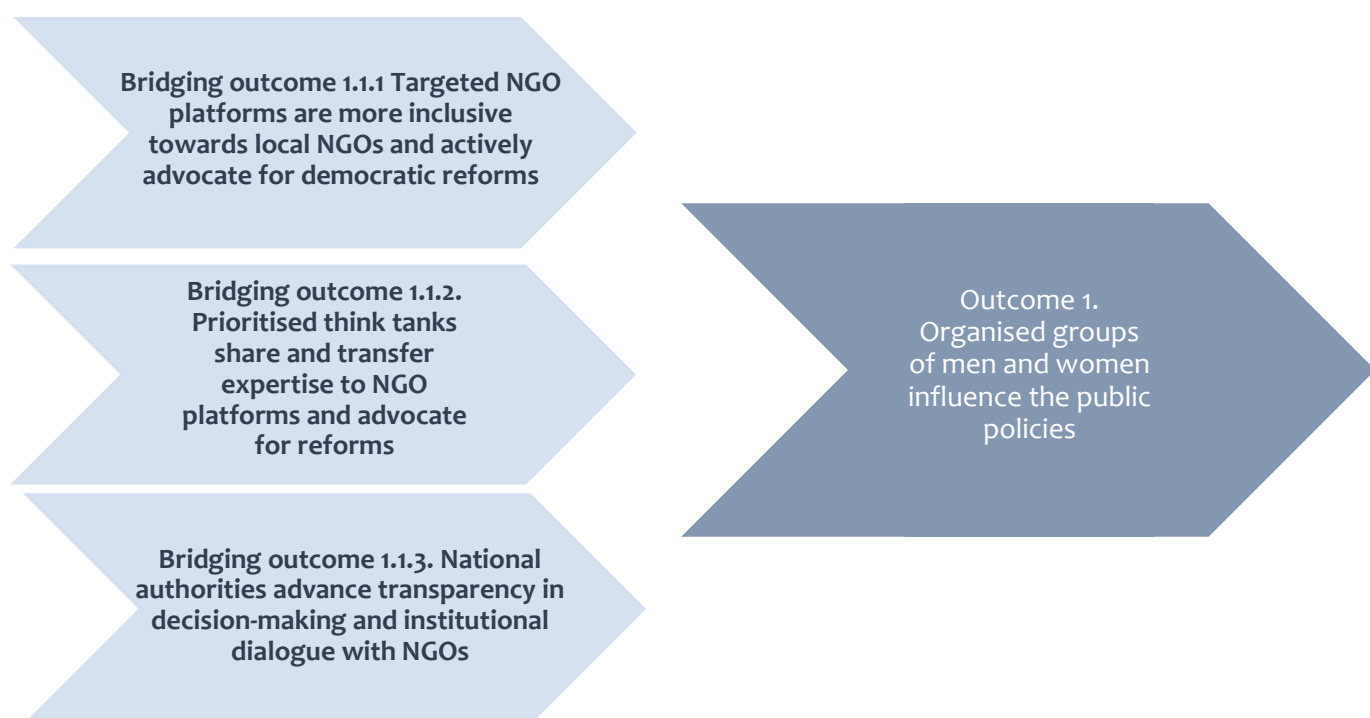 Bridging outcome 1.1.1 Targeted NGO
platforms are more inclusive
towards local NGOs and actively
advocate for democratic reforms
Bridging outcome 1.1.2.
Prioritised think tanks
share and transfer
expertise to NGO
platforms and advocate
for reforms
Bridging outcome 1.1.3. National
authorities advance transparency in
decision-making and institutional
dialogue with NGOs
Outcome 1.
Organised groups
of men and women
influence the public
policies